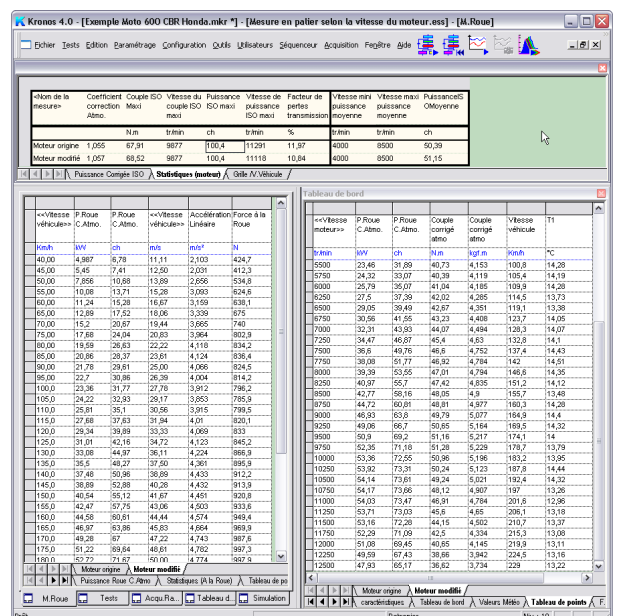 Kronos 4.0 - [Exemple Moto 600 CBR Honda.mkr *] - [Mesure en palier selon la vitesse du moteur.ess] - [M.Roue]
Fichier Tests Edition Paramétrage Configuration Outils Utilisateurs Séquenceur Acquisition Fenêtre Aide
<Nom de la mesure> Coefficient correction Atmo. Couple ISO Maxi Vitesse du couple ISO maxi Puissance ISO maxi Vitesse de puissance ISO maxi Facteur de pertes transmission Vitesse mini puissance moyenne Vitesse maxi puissance moyenne PuissanceIS OMoyenne
N.m tr/min ch tr/min % tr/min tr/min ch
Moteur origine 1,055 67,91 9877 100,4 11291 11,97 4000 8500 50,39
Moteur modifié 1,057 68,52 9877 100,4 11118 10,84 4000 8500 51,15
Puissance Corrigée ISO Statistiques (moteur) Grille /V.Véhicule
<<Vitesse véhicule>> P.Roue C.Atmo. P.Roue C.Atmo. <<Vitesse véhicule>> Accélération Linéaire Force à la Roue
Km/h kW ch m/s m/s² N
40,00 4,987 6,78 11,11 2,103 424,7
45,00 5,45 7,41 12,50 2,031 412,3
50,00 7,856 10,68 13,89 2,656 534,8
55,00 10,08 13,71 15,28 3,093 624,6
60,00 11,24 15,28 16,67 3,159 638,1
65,00 12,89 17,52 18,06 3,339 675
70,00 15,2 20,67 19,44 3,665 740
75,00 17,68 24,04 20,83 3,964 802,9
80,00 19,59 26,63 22,22 4,118 834,2
85,00 20,86 28,37 23,61 4,124 836,4
90,00 21,78 29,61 25,00 4,066 824,5
95,00 22,7 30,86 26,39 4,004 814,2
100,0 23,36 31,77 27,78 3,912 796,2
105,0 24,22 32,93 29,17 3,853 785,9
110,0 25,81 35,1 30,56 3,915 799,5
115,0 27,68 37,63 31,94 4,01 820,1
120,0 29,34 39,89 33,33 4,069 833
125,0 31,01 42,16 34,72 4,123 845,2
130,0 33,08 44,97 36,11 4,224 866,9
135,0 35,5 48,27 37,50 4,361 895,9
140,0 37,48 50,96 38,89 4,433 912,2
145,0 38,89 52,88 40,28 4,432 913,9
150,0 40,54 55,12 41,67 4,451 920,8
155,0 42,47 57,75 43,06 4,503 933,6
160,0 44,58 60,61 44,44 4,574 949,4
165,0 46,97 63,86 45,83 4,664 969,9
170,0 49,28 67 47,22 4,743 987,6
175,0 51,22 69,64 48,61 4,782 997,3
180,0 52,72 71,67 50,00 4,774 997,9
Moteur origine Moteur modifié
Puissance Roue C.Atmo Statistiques (A la Roue) Tableau de po
Tableau de bord
<<Vitesse moteur>> P.Roue C.Atmo. P.Roue C.Atmo. Couple corrigé atmo Couple corrigé atmo Vitesse véhicule T1
tr/min kW ch N.m kgf.m Km/h °C
5500 23,46 31,89 40,73 4,153 100,8 14,28
5750 24,32 33,07 40,39 4,119 105,4 14,19
6000 25,79 35,07 41,04 4,185 109,9 14,28
6250 27,5 37,39 42,02 4,285 114,5 13,73
6500 29,05 39,49 42,67 4,351 119,1 13,38
6750 30,56 41,55 43,23 4,408 123,7 14,05
7000 32,31 43,93 44,07 4,494 128,3 14,07
7250 34,47 46,87 45,4 4,63 132,8 14,1
7500 36,6 49,76 46,6 4,752 137,4 14,43
7750 38,08 51,77 46,92 4,784 142 14,51
8000 39,39 53,55 47,01 4,794 146,6 14,35
8250 40,97 55,7 47,42 4,835 151,2 14,12
8500 42,77 58,16 48,05 4,9 155,7 13,48
8750 44,72 60,81 48,81 4,977 160,3 14,28
9000 46,93 63,8 49,79 5,077 164,9 14,4
9250 49,06 66,7 50,65 5,164 169,5 14,32
9500 50,9 69,2 51,16 5,217 174,1 14
9750 52,35 71,18 51,28 5,229 178,7 13,79
10000 53,36 72,55 50,96 5,196 183,2 13,95
10250 53,92 73,31 50,24 5,123 187,8 14,44
10500 54,14 73,61 49,24 5,021 192,4 14,32
10750 54,17 73,66 48,12 4,907 197 13,26
11000 54,03 73,47 46,91 4,784 201,6 12,96
11250 53,71 73,03 45,6 4,65 206,1 13,18
11500 53,16 72,28 44,15 4,502 210,7 13,37
11750 52,29 71,09 42,5 4,334 215,3 13,08
12000 51,08 69,45 40,65 4,145 219,9 13,11
12250 49,59 67,43 38,66 3,942 224,5 13,16
12500 47,93 65,17 36,62 3,734 229 13,22
Moteur origine Moteur modifié
caractéristiques Tableau de bord Valeurs Météo Tableau de points F.
M.Roue Tests Acqu.Ra... Tableau d... Simulation